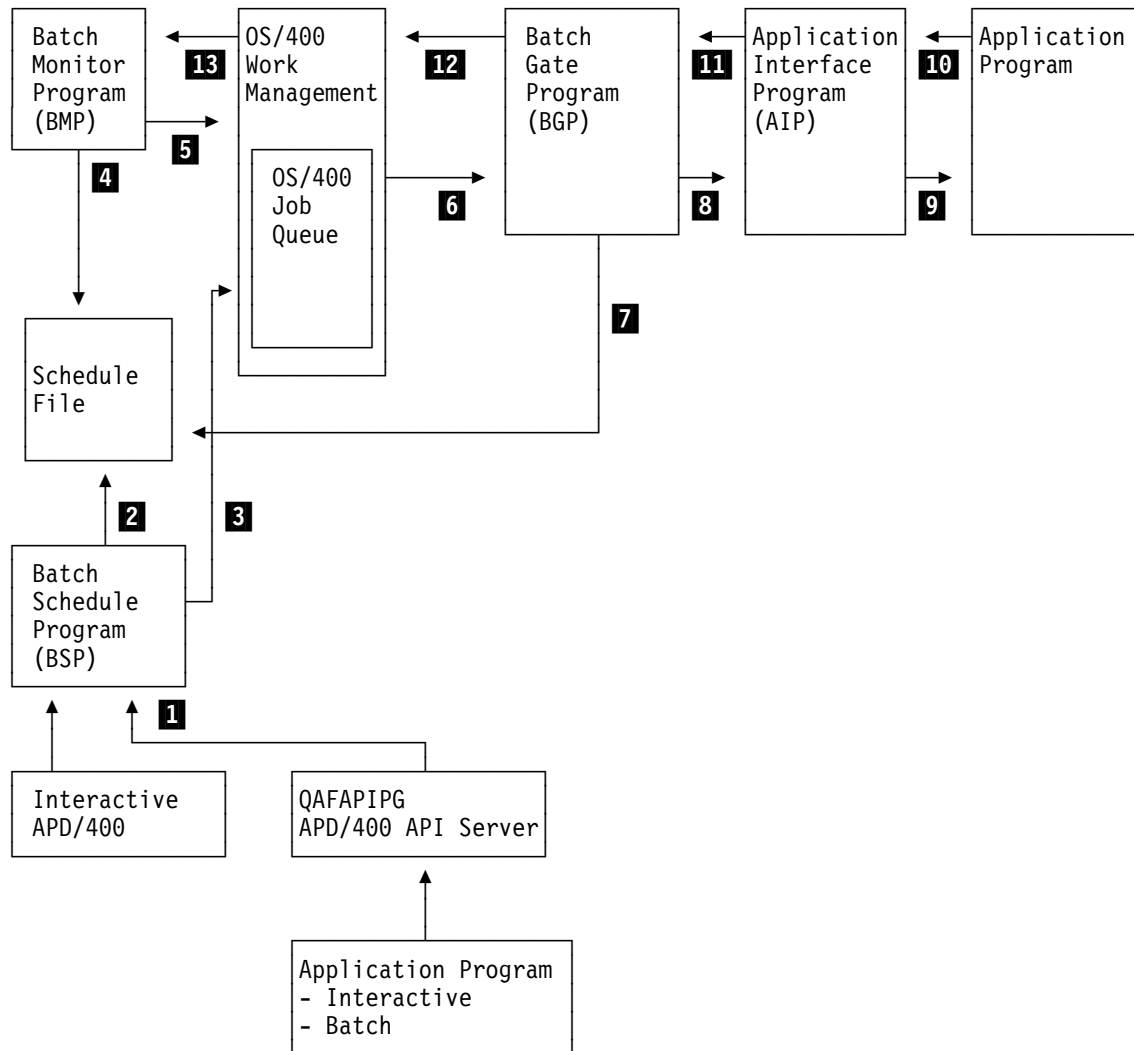 Batch
Monitor
Program
(BMP)
OS/400
Work
Management
Batch
Gate
Program
(BGP)
Application
Interface
Program
(AIP)
Application
Program
13
12
11
10
5
4
OS/400
Job
Queue
6
8
9
7
Schedule
File
2
3
Batch
Schedule
Program
(BSP)
1
Interactive
APD/400
QAFAPIPG
APD/400 API Server
Application Program
- Interactive
- Batch